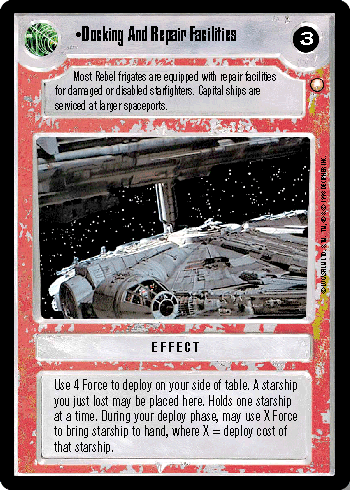 •Docking And Repair Facilities
3
Most Rebel frigates are equipped with repair facilities
for damaged or disabled starfighters. Capital ships are
serviced at larger spaceports.
EFFECT
Use 4 Force to deploy on your side of table. A starship
you just lost may be placed here. Holds one starship
at a time. During your deploy phase, may use X Force
to bring starship to hand, where X = deploy cost of
that starship.